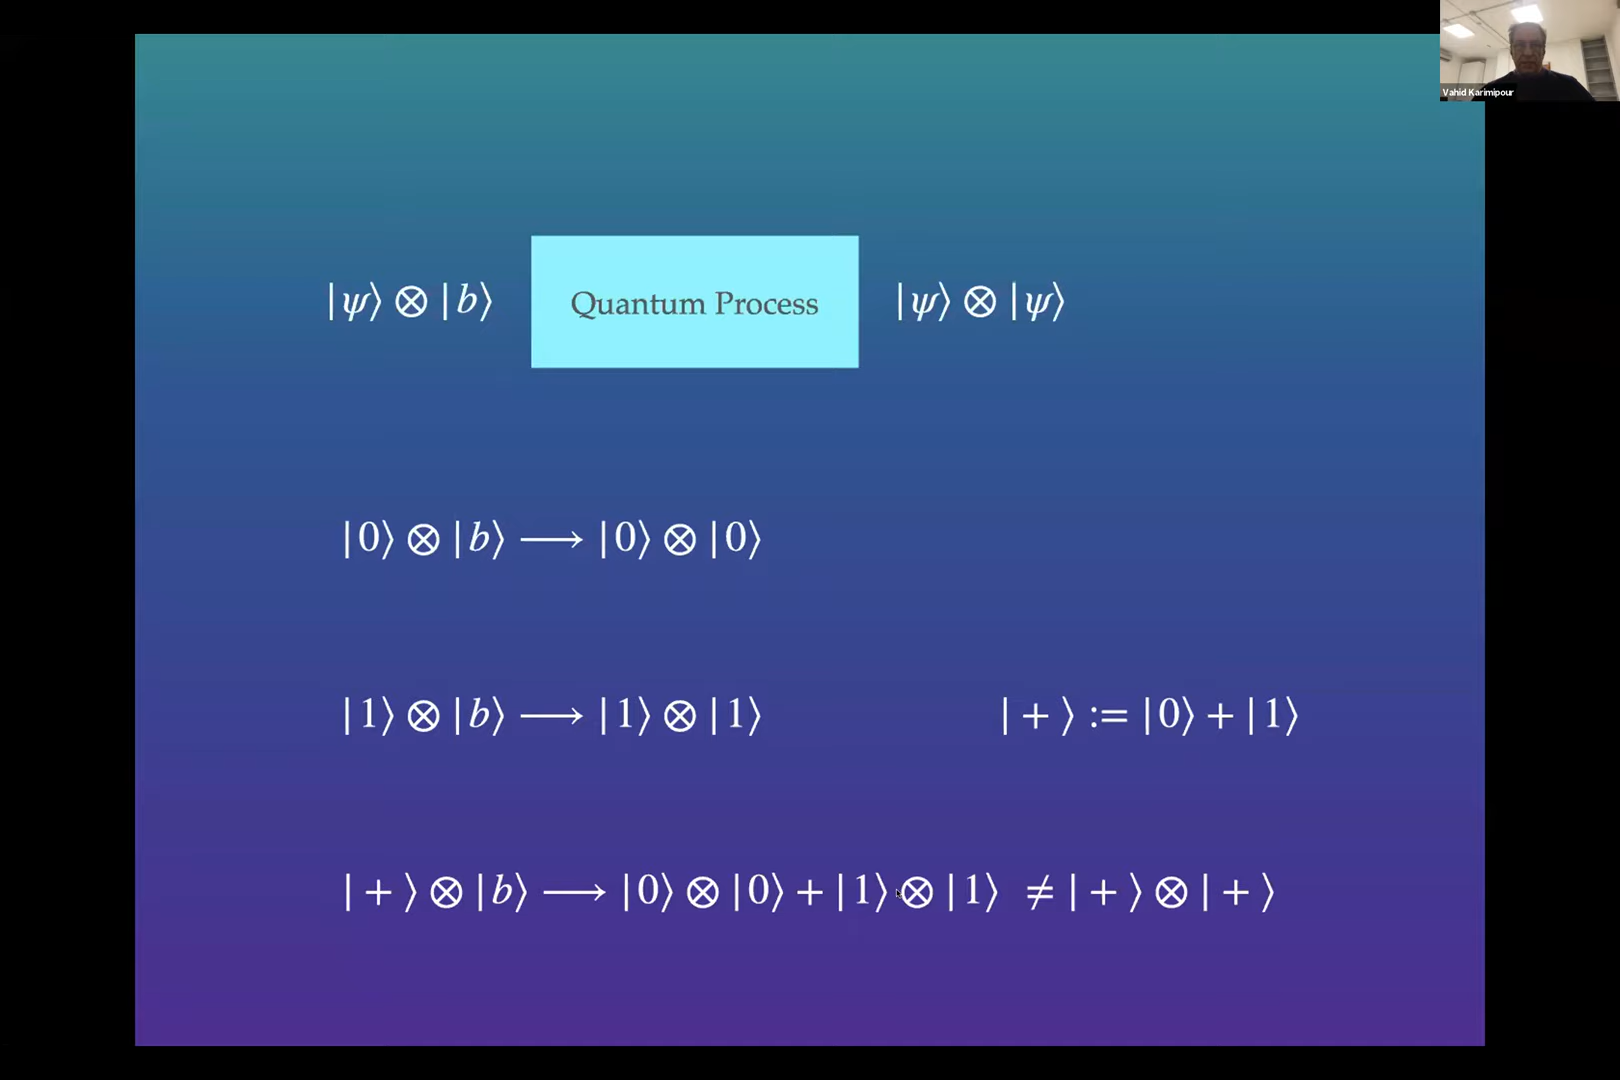 Vahid Karimipour
|ψ⟩ ⊗ |b⟩ Quantum Process |ψ⟩ ⊗ |ψ⟩
|0⟩ ⊗ |b⟩ ⟶ |0⟩ ⊗ |0⟩
|1⟩ ⊗ |b⟩ ⟶ |1⟩ ⊗ |1⟩ |+⟩ := |0⟩ + |1⟩
|+⟩ ⊗ |b⟩ ⟶ |0⟩ ⊗ |0⟩ + |1⟩ ⊗ |1⟩ ≠ |+⟩ ⊗ |+⟩